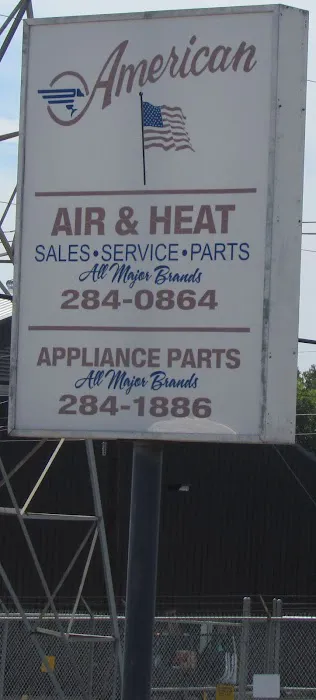 American
AIR & HEAT
SALES•SERVICE•PARTS
All Major Brands
284-0864
APPLIANCE PARTS
All Major Brands
284-1886